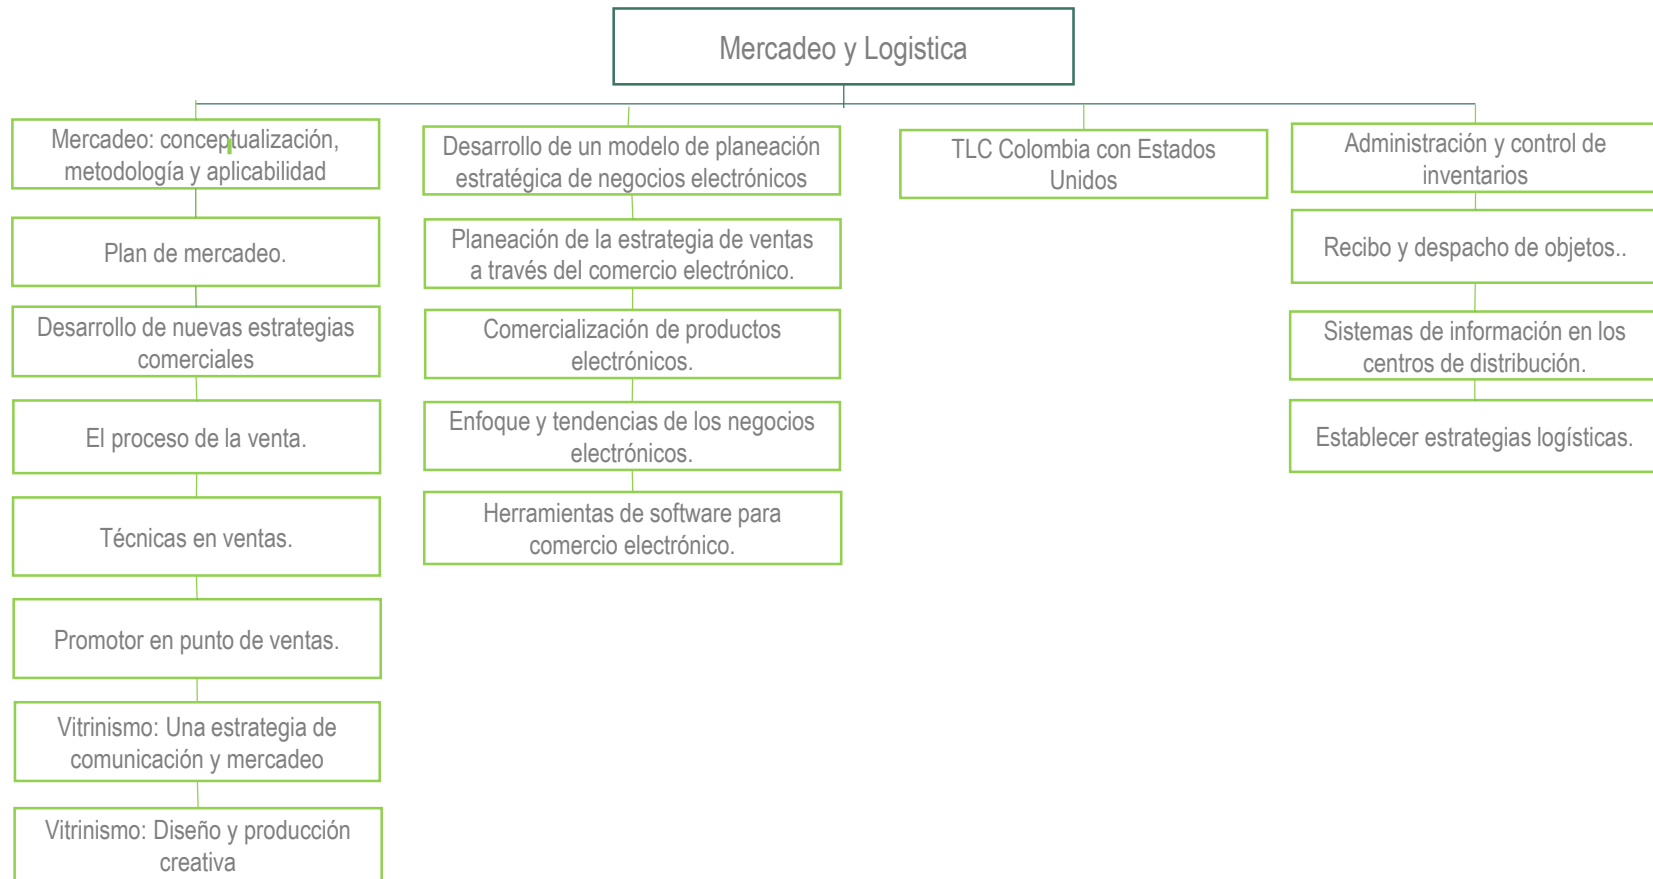 Mercadeo y Logistica
Mercadeo: conceptualización,
metodología y aplicabilidad
Plan de mercadeo.
Desarrollo de nuevas estrategias
comerciales
El proceso de la venta.
Técnicas en ventas.
Promotor en punto de ventas.
Vitrinismo: Una estrategia de
comunicación y mercadeo
Vitrinismo: Diseño y producción
creativa
Desarrollo de un modelo de planeación
estratégica de negocios electrónicos
Planeación de la estrategia de ventas
a través del comercio electrónico.
Comercialización de productos
electrónicos.
Enfoque y tendencias de los negocios
electrónicos.
Herramientas de software para
comercio electrónico.
TLC Colombia con Estados
Unidos
Administración y control de
inventarios
Recibo y despacho de objetos..
Sistemas de información en los
centros de distribución.
Establecer estrategias logísticas.